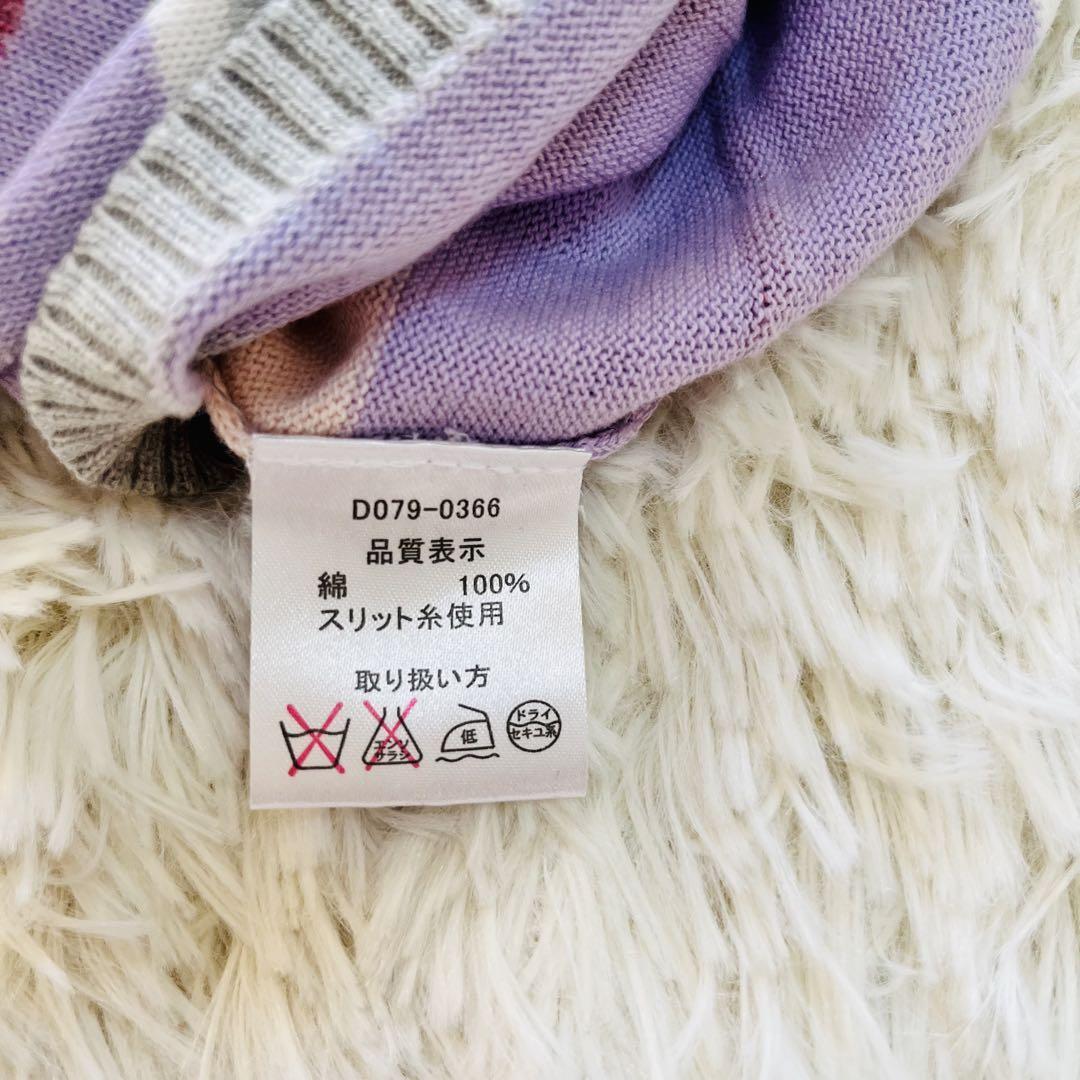 D079-0366
品質表示
綿 100%
スリット糸使用
取り扱い方
エンソ
サラシ
低
ドライ
セキユ系